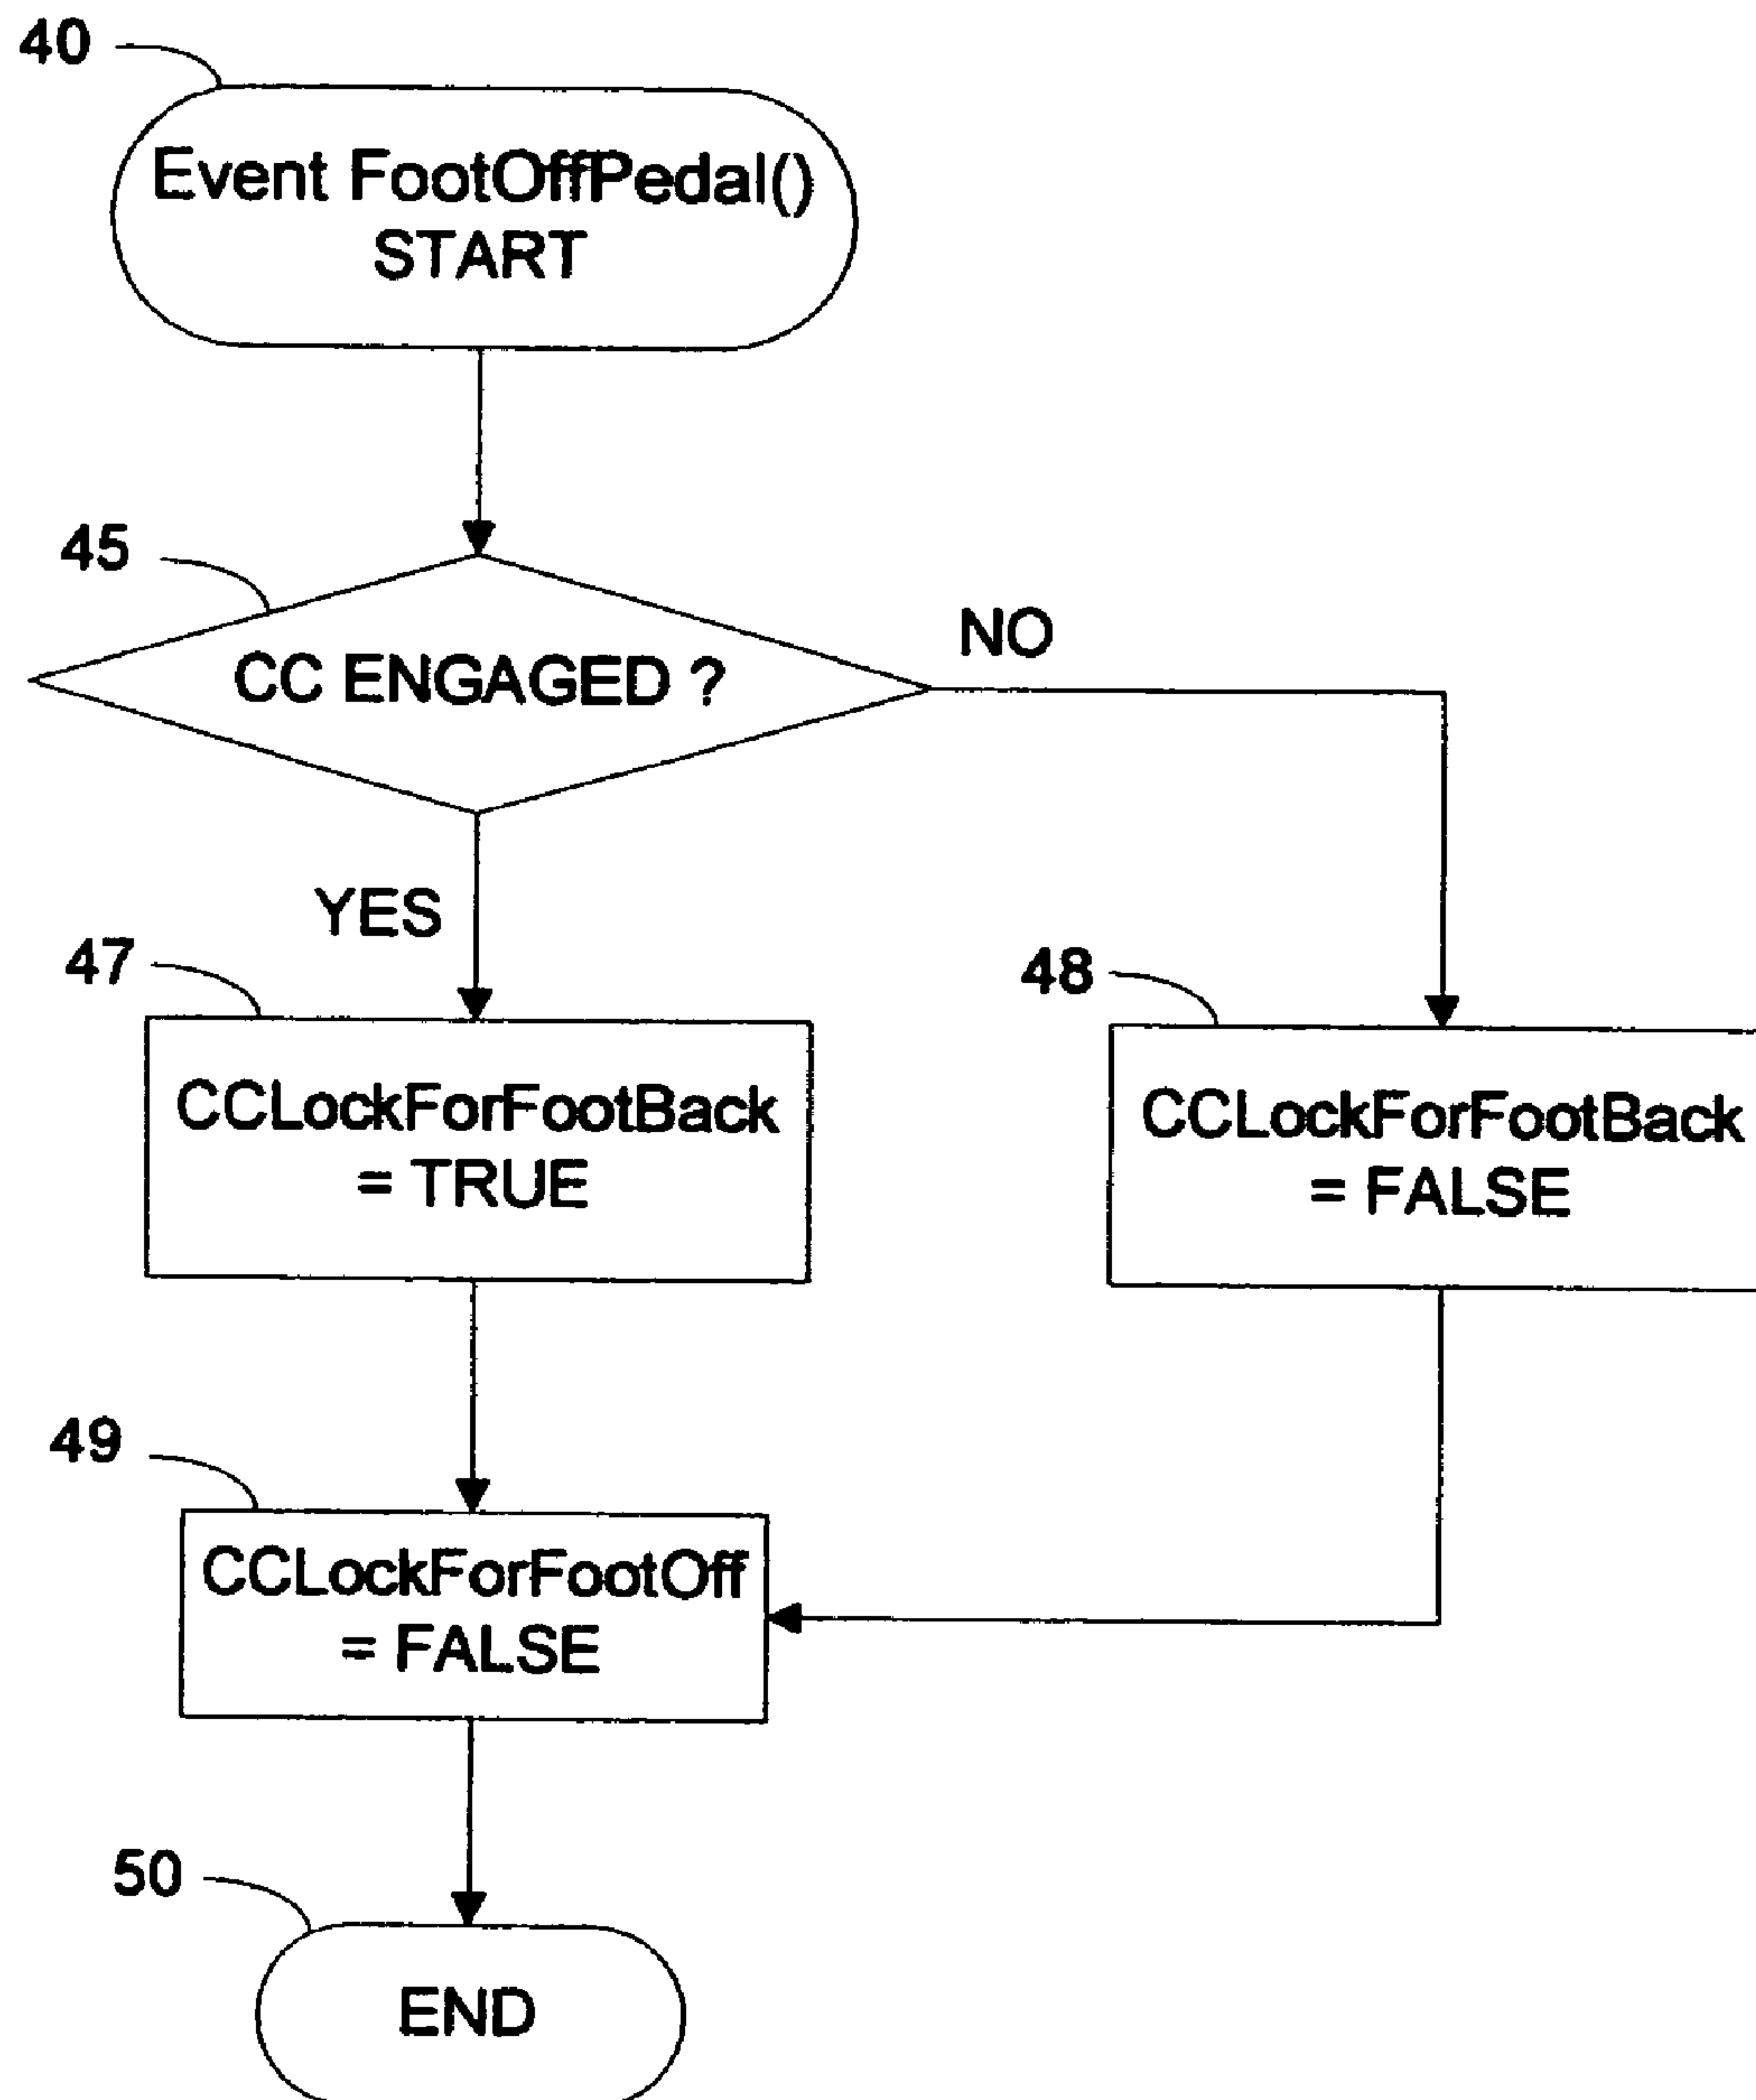 40
Event FootOffPedal()
START
45
CC ENGAGED ?
NO
YES
47
CCLockForFootBack
= TRUE
48
CCLockForFootBack
= FALSE
49
CCLockForFootOff
= FALSE
50
END